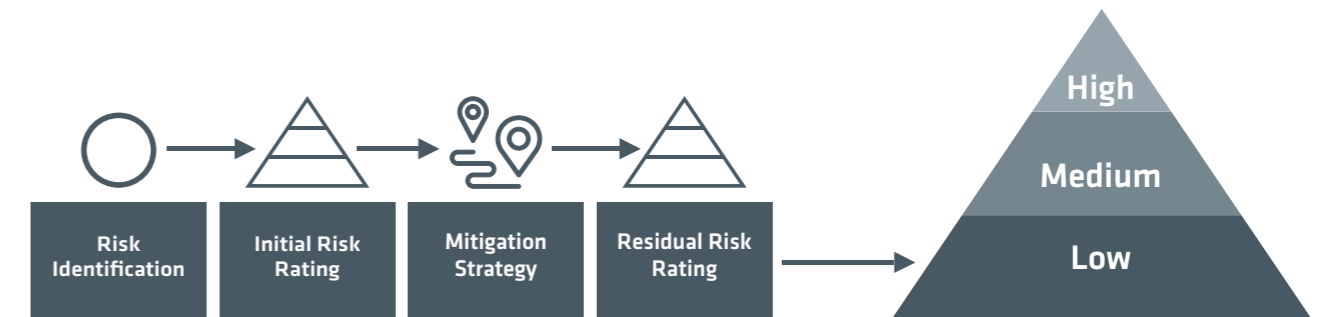 Risk
Identification
Initial Risk
Rating
Mitigation
Strategy
Residual Risk
Rating
High
Medium
Low